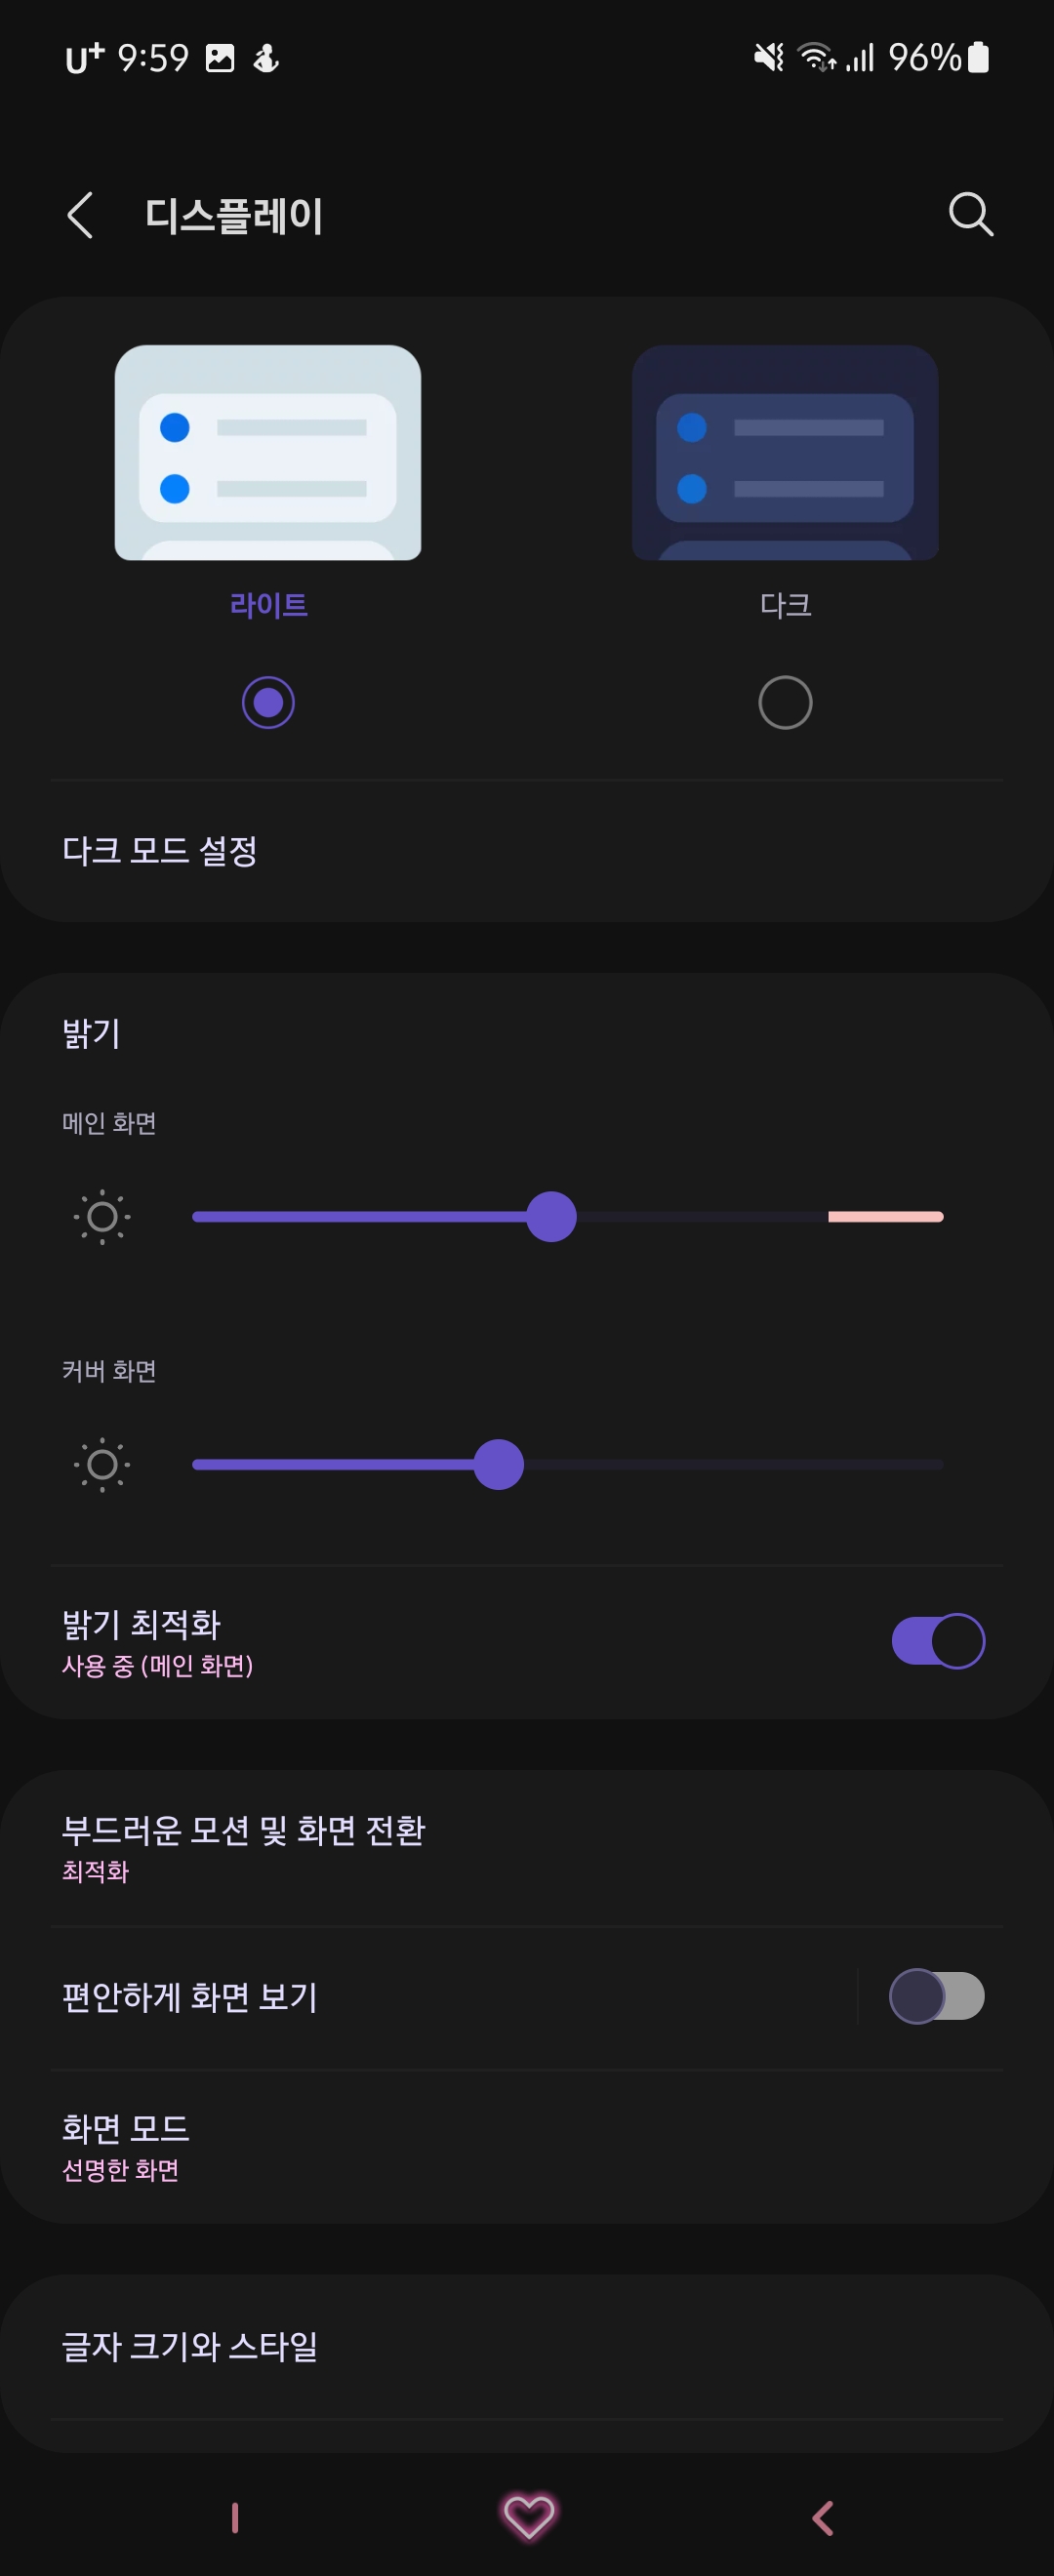 U+ 9:59 96%
디스플레이
라이트 다크
다크 모드 설정
밝기
메인 화면
커버 화면
밝기 최적화
사용 중 (메인 화면)
부드러운 모션 및 화면 전환
최적화
편안하게 화면 보기
화면 모드
선명한 화면
글자 크기와 스타일